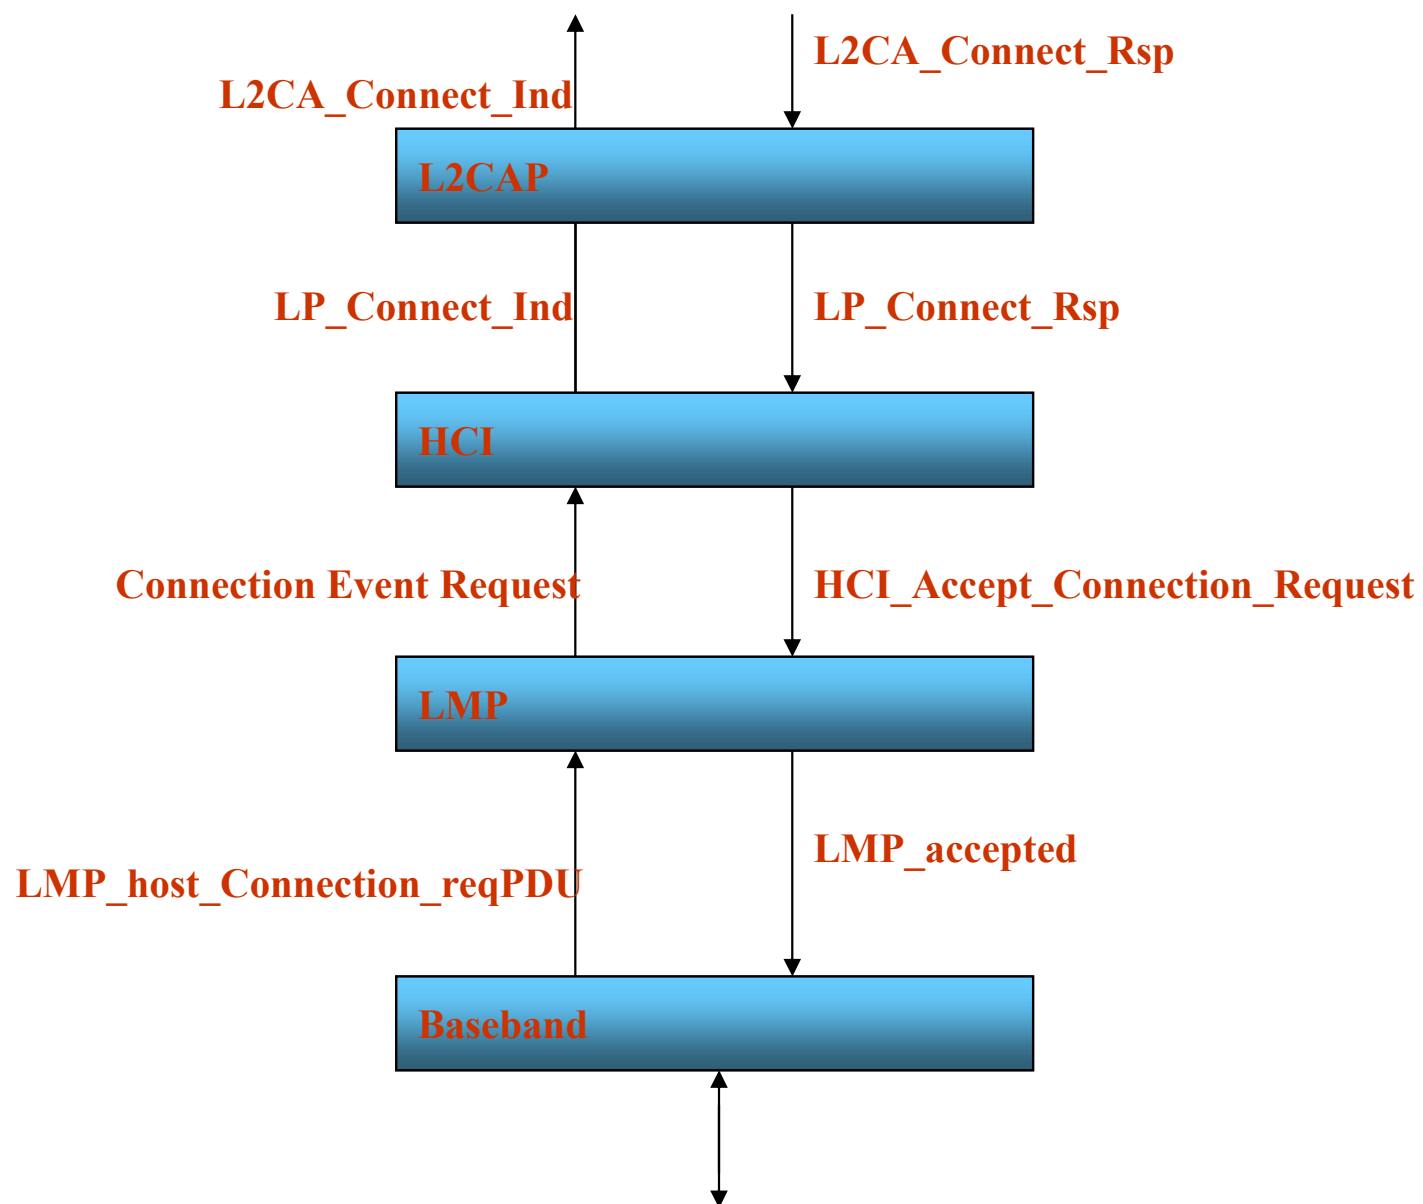 L2CA_Connect_Rsp
L2CA_Connect_Ind
L2CAP
LP_Connect_Ind
LP_Connect_Rsp
HCI
Connection Event Request
HCI_Accept_Connection_Request
LMP
LMP_accepted
LMP_host_Connection_reqPDU
Baseband